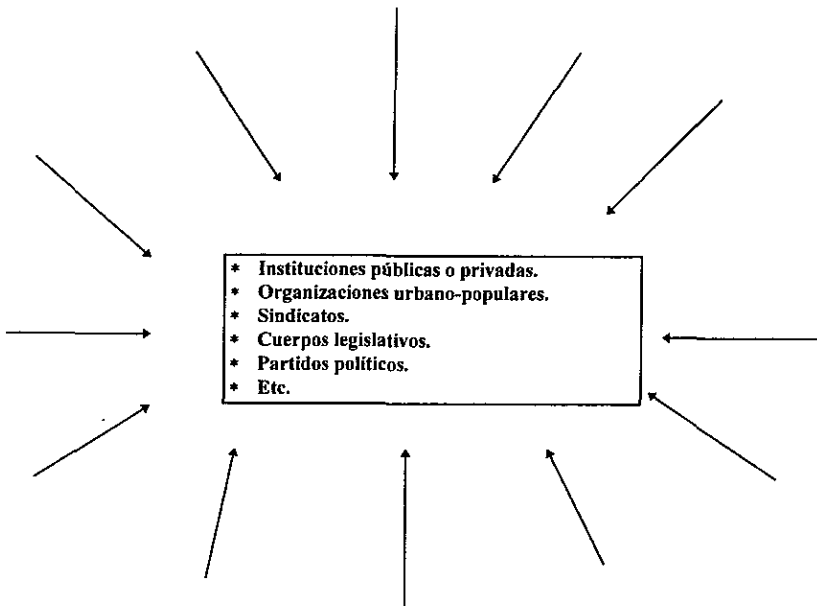 * Instituciones públicas o privadas.
* Organizaciones urbano-populares.
* Sindicatos.
* Cuerpos legislativos.
* Partidos políticos.
* Etc.